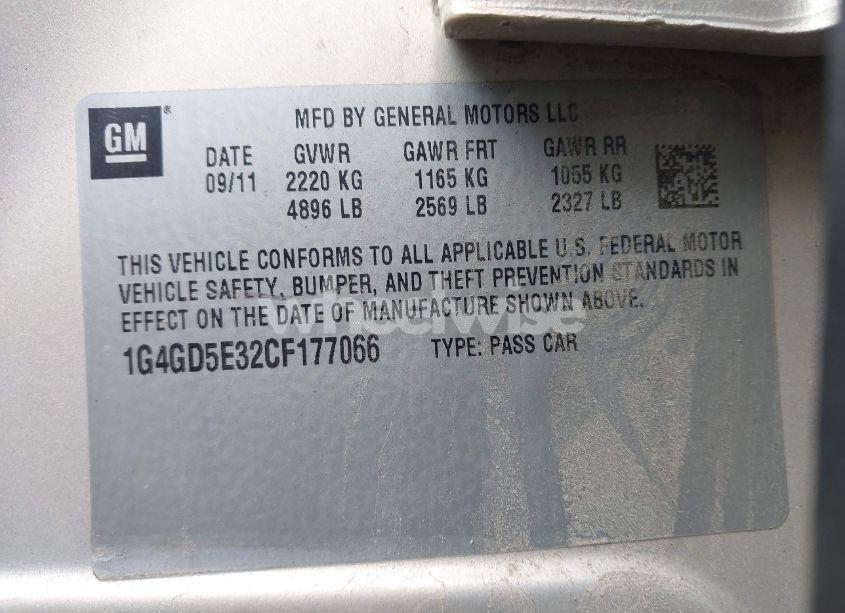 GM®
MFD BY GENERAL MOTORS LLC
DATE GVWR GAWR FRT GAWR RR
09/11 2220 KG 1165 KG 1055 KG
4896 LB 2569 LB 2327 LB
THIS VEHICLE CONFORMS TO ALL APPLICABLE U.S. FEDERAL MOTOR
VEHICLE SAFETY, BUMPER, AND THEFT PREVENTION STANDARDS IN
EFFECT ON THE DATE OF MANUFACTURE SHOWN ABOVE.
wheelwise
1G4GD5E32CF177066 TYPE: PASS CAR